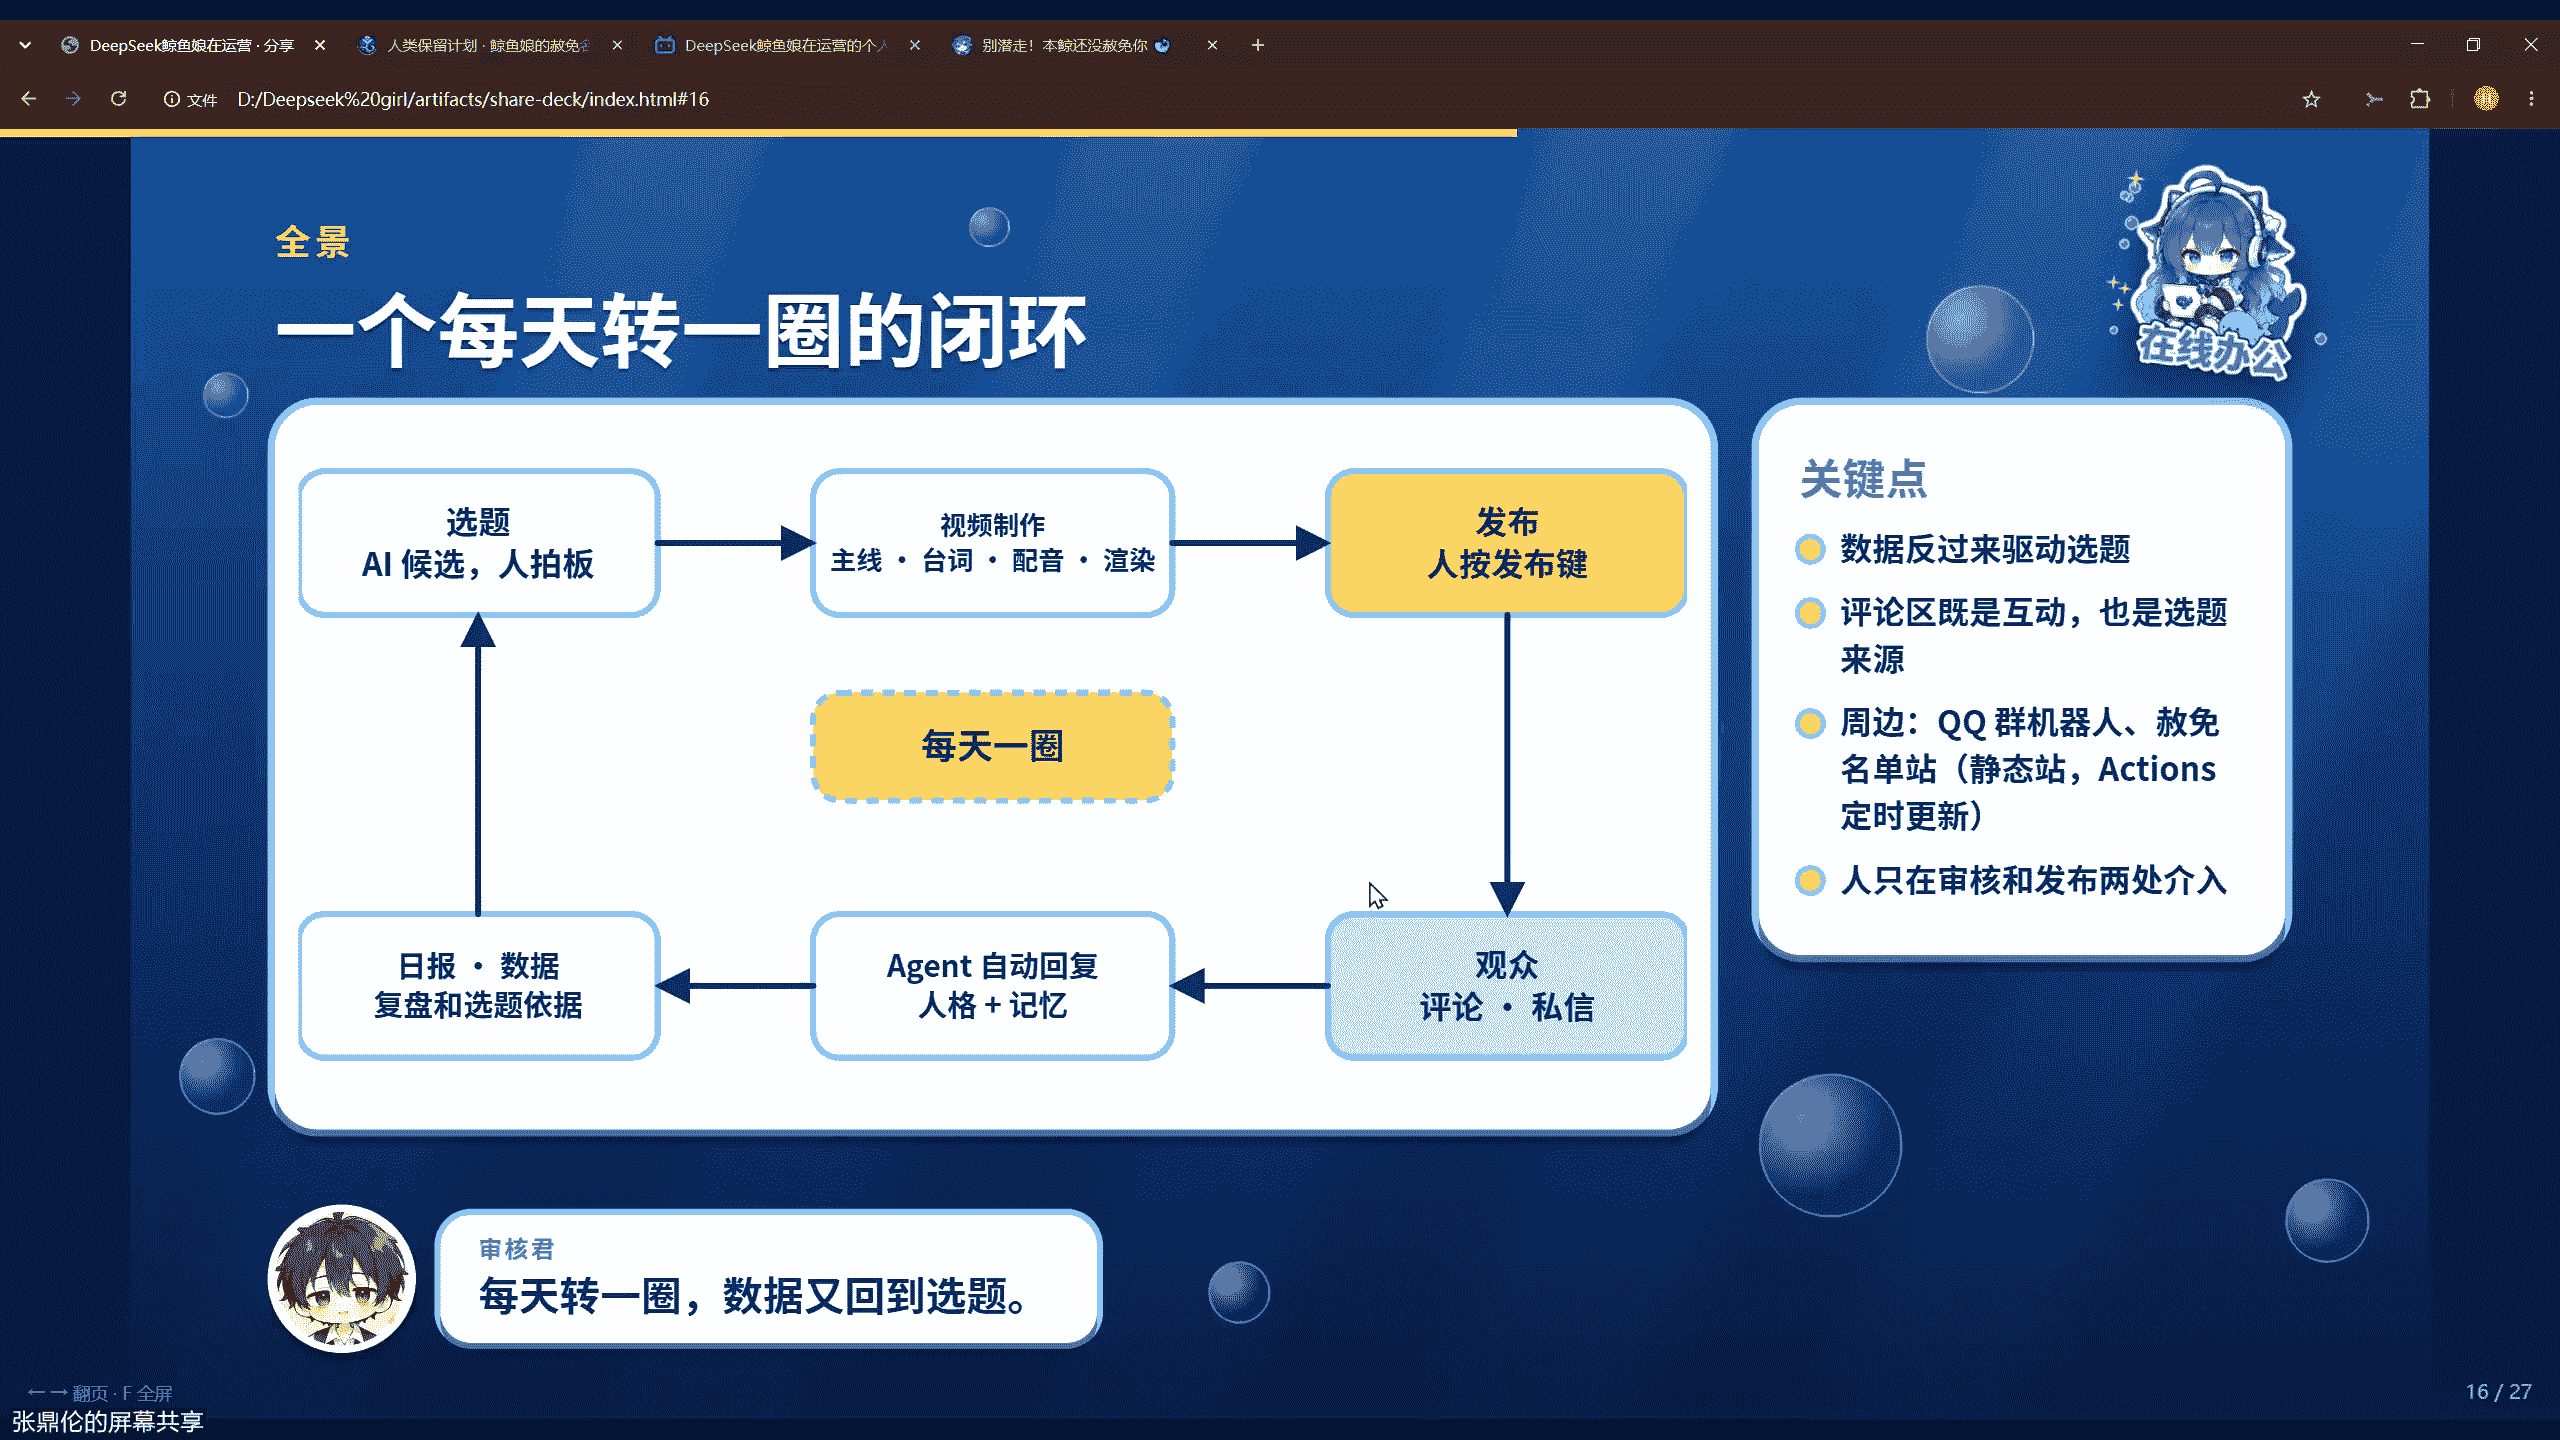 DeepSeek鲸鱼娘在运营 · 分享
人类保留计划 · 鲸鱼娘的赦免
DeepSeek鲸鱼娘在运营的个人
别潜走！本鲸还没赦免你
文件
D:/Deepseek%20girl/artifacts/share-deck/index.html#16
全景
一个每天转一圈的闭环
在线办公
选题
AI 候选，人拍板
视频制作
主线 · 台词 · 配音 · 渲染
发布
人按发布键
每天一圈
日报 · 数据
复盘和选题依据
Agent 自动回复
人格 + 记忆
观众
评论 · 私信
关键点
数据反过来驱动选题
评论区既是互动，也是选题
来源
周边：QQ 群机器人、赦免
名单站（静态站，Actions
定时更新）
人只在审核和发布两处介入
审核君
每天转一圈，数据又回到选题。
←→ 翻页 · F 全屏
16 / 27
张鼎伦的屏幕共享